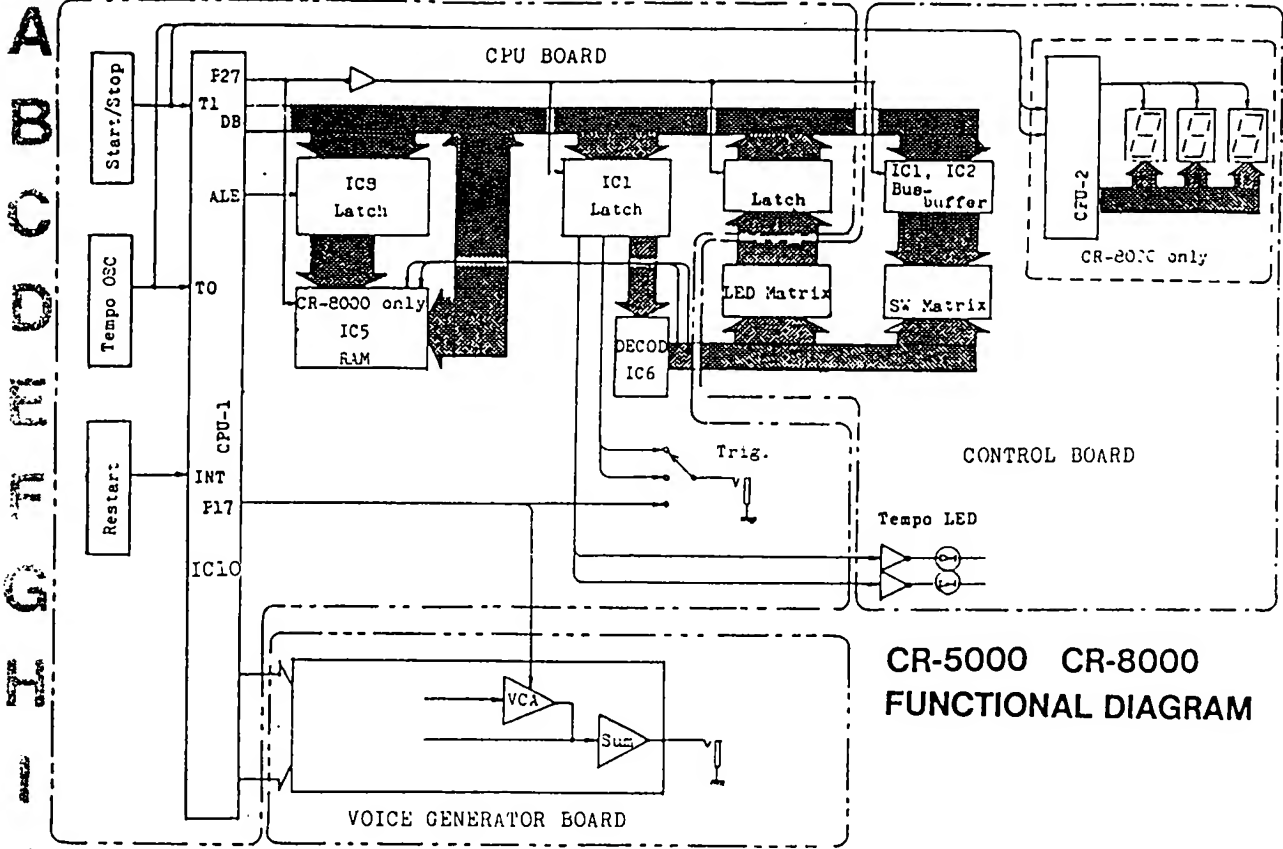 A
B
C
D
E
F
G
H
I
CPU BOARD
Start/Stop
Tempo OSC
Restart
P27
T1
DB
ALE
TO
CPU-1
INT
P17
IC10
IC9
Latch
IC1
Latch
Latch
IC1, IC2
Bus-
buffer
CPU-2
CR-8000 only
CR-8000 only
IC5
RAM
DECOD
IC6
LED Matrix
SW Matrix
Trig.
CONTROL BOARD
Tempo LED
VCA
Sum
VOICE GENERATOR BOARD
CR-5000 CR-8000
FUNCTIONAL DIAGRAM